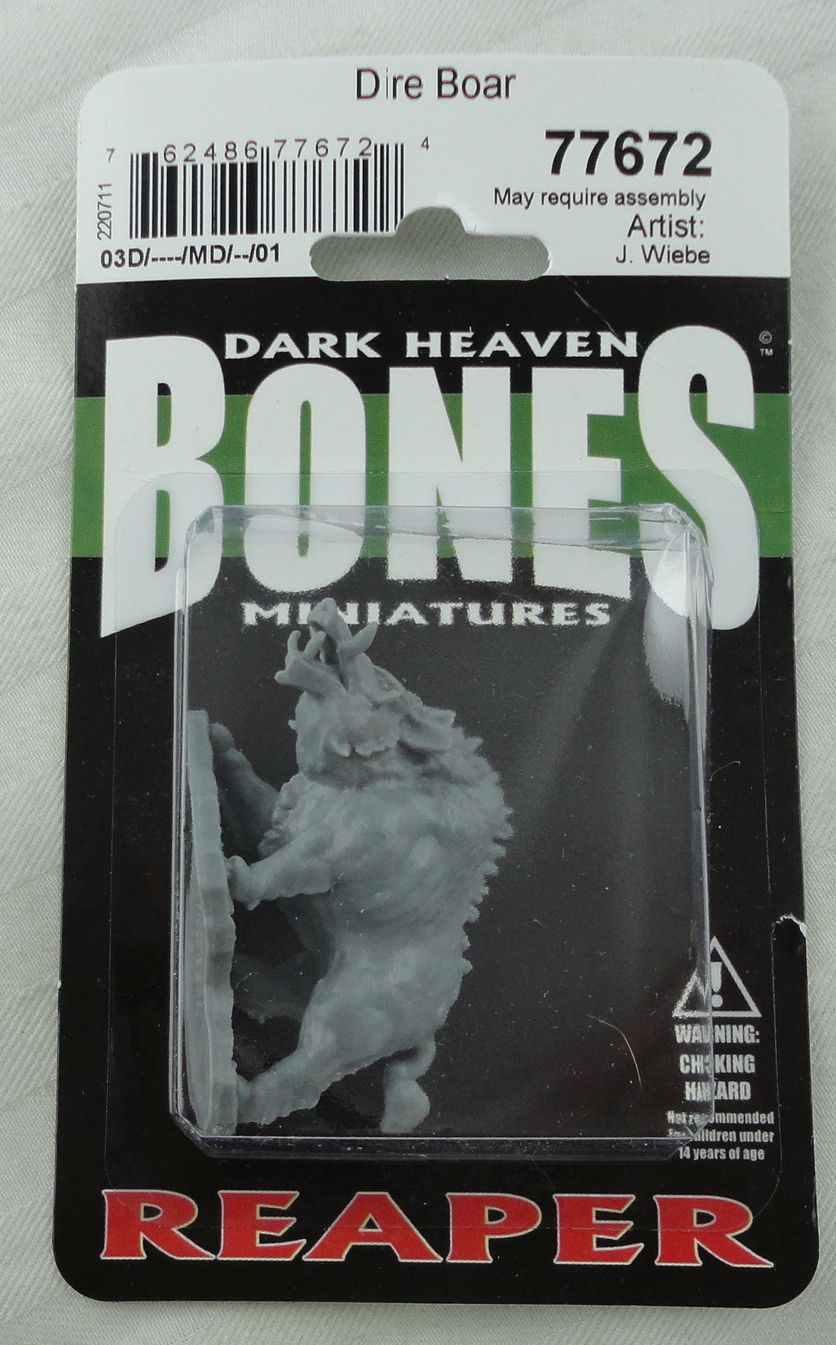 Dire Boar
7 62486 77672 4
77672
220711
May require assembly
Artist:
J. Wiebe
03D/----/MD/--/01
DARK HEAVEN
BONES
© ™
MINIATURES
WARNING:
CHOKING
HAZARD
Not recommended
for children under
14 years of age
REAPER